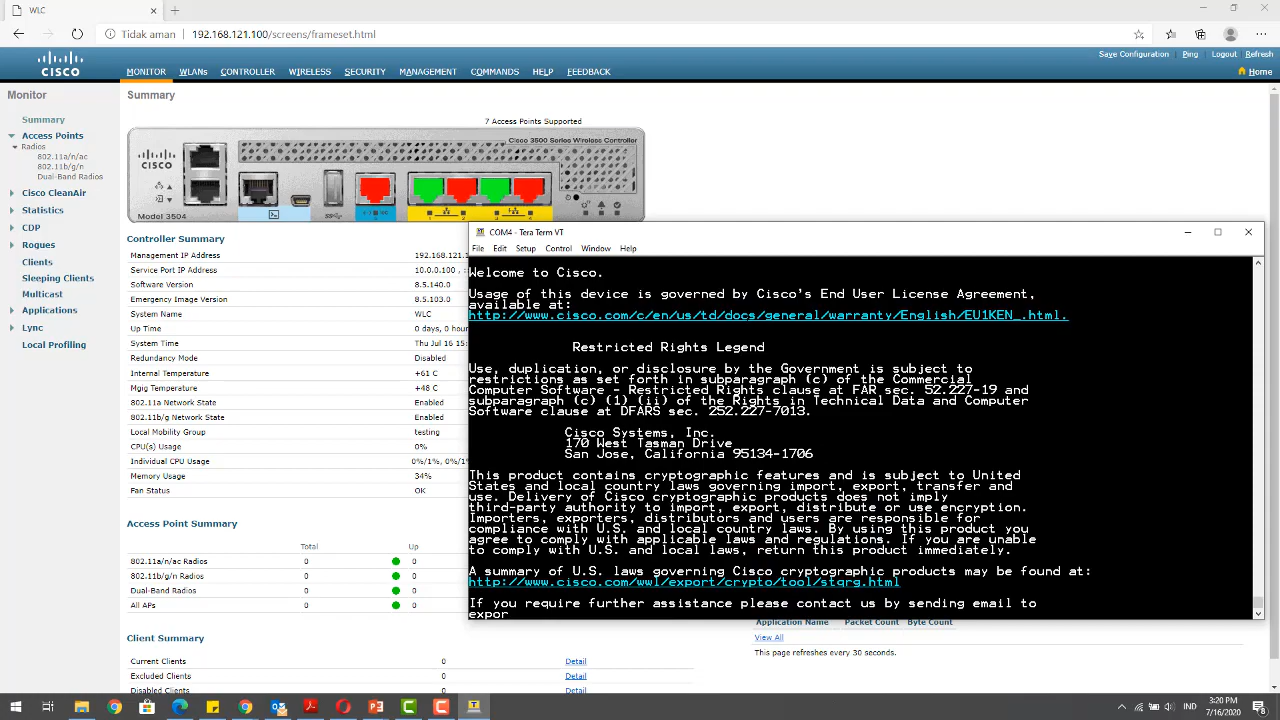 WLC
Tidak aman
192.168.121.100/screens/frameset.html
Save Configuration Ping Logout Refresh
CISCO
MONITOR WLANs CONTROLLER WIRELESS SECURITY MANAGEMENT COMMANDS HELP FEEDBACK
Home
Monitor
Summary
Access Points
Radios
802.11a/n/ac
802.11b/g/n
Dual-Band Radios
Cisco CleanAir
Statistics
CDP
Rogues
Clients
Sleeping Clients
Multicast
Applications
Lync
Local Profiling
Summary
7 Access Points Supported
Cisco 3500 Series Wireless Controller
CISCO
Model 3504
Controller Summary
Management IP Address 192.168.121.1
Service Port IP Address 10.0.0.100 ,
Software Version 8.5.140.0
Emergency Image Version 8.5.103.0
System Name WLC
Up Time 0 days, 0 hour
System Time Thu Jul 16 15:
Redundancy Mode Disabled
Internal Temperature +61 C
Mgig Temperature +48 C
802.11a Network State Enabled
802.11b/g Network State Enabled
Local Mobility Group testing
CPU(s) Usage 0%
Individual CPU Usage 0%/1%, 0%/1%
Memory Usage 34%
Fan Status OK
Access Point Summary
Total Up
802.11a/n/ac Radios 0 0
802.11b/g/n Radios 0 0
Dual-Band Radios 0 0
All APs 0 0
Client Summary
Current Clients 0 Detail
Excluded Clients 0 Detail
Disabled Clients 0 Detail
COM4 - Tera Term VT
File Edit Setup Control Window Help
Welcome to Cisco.
Usage of this device is governed by Cisco's End User License Agreement,
available at:
http://www.cisco.com/c/en/us/td/docs/general/warranty/English/EU1KEN_.html.
Restricted Rights Legend
Use, duplication, or disclosure by the Government is subject to
restrictions as set forth in subparagraph (c) of the Commercial
Computer Software - Restricted Rights clause at FAR sec. 52.227-19 and
subparagraph (c) (1) (ii) of the Rights in Technical Data and Computer
Software clause at DFARS sec. 252.227-7013.
Cisco Systems, Inc.
170 West Tasman Drive
San Jose, California 95134-1706
This product contains cryptographic features and is subject to United
States and local country laws governing import, export, transfer and
use. Delivery of Cisco cryptographic products does not imply
third-party authority to import, export, distribute or use encryption.
Importers, exporters, distributors and users are responsible for
compliance with U.S. and local country laws. By using this product you
agree to comply with applicable laws and regulations. If you are unable
to comply with U.S. and local laws, return this product immediately.
A summary of U.S. laws governing Cisco cryptographic products may be found at:
http://www.cisco.com/wwl/export/crypto/tool/stqrg.html
If you require further assistance please contact us by sending email to
expor
Application Name Packet Count Byte Count
View All
This page refreshes every 30 seconds.
IND
3:20 PM
7/16/2020